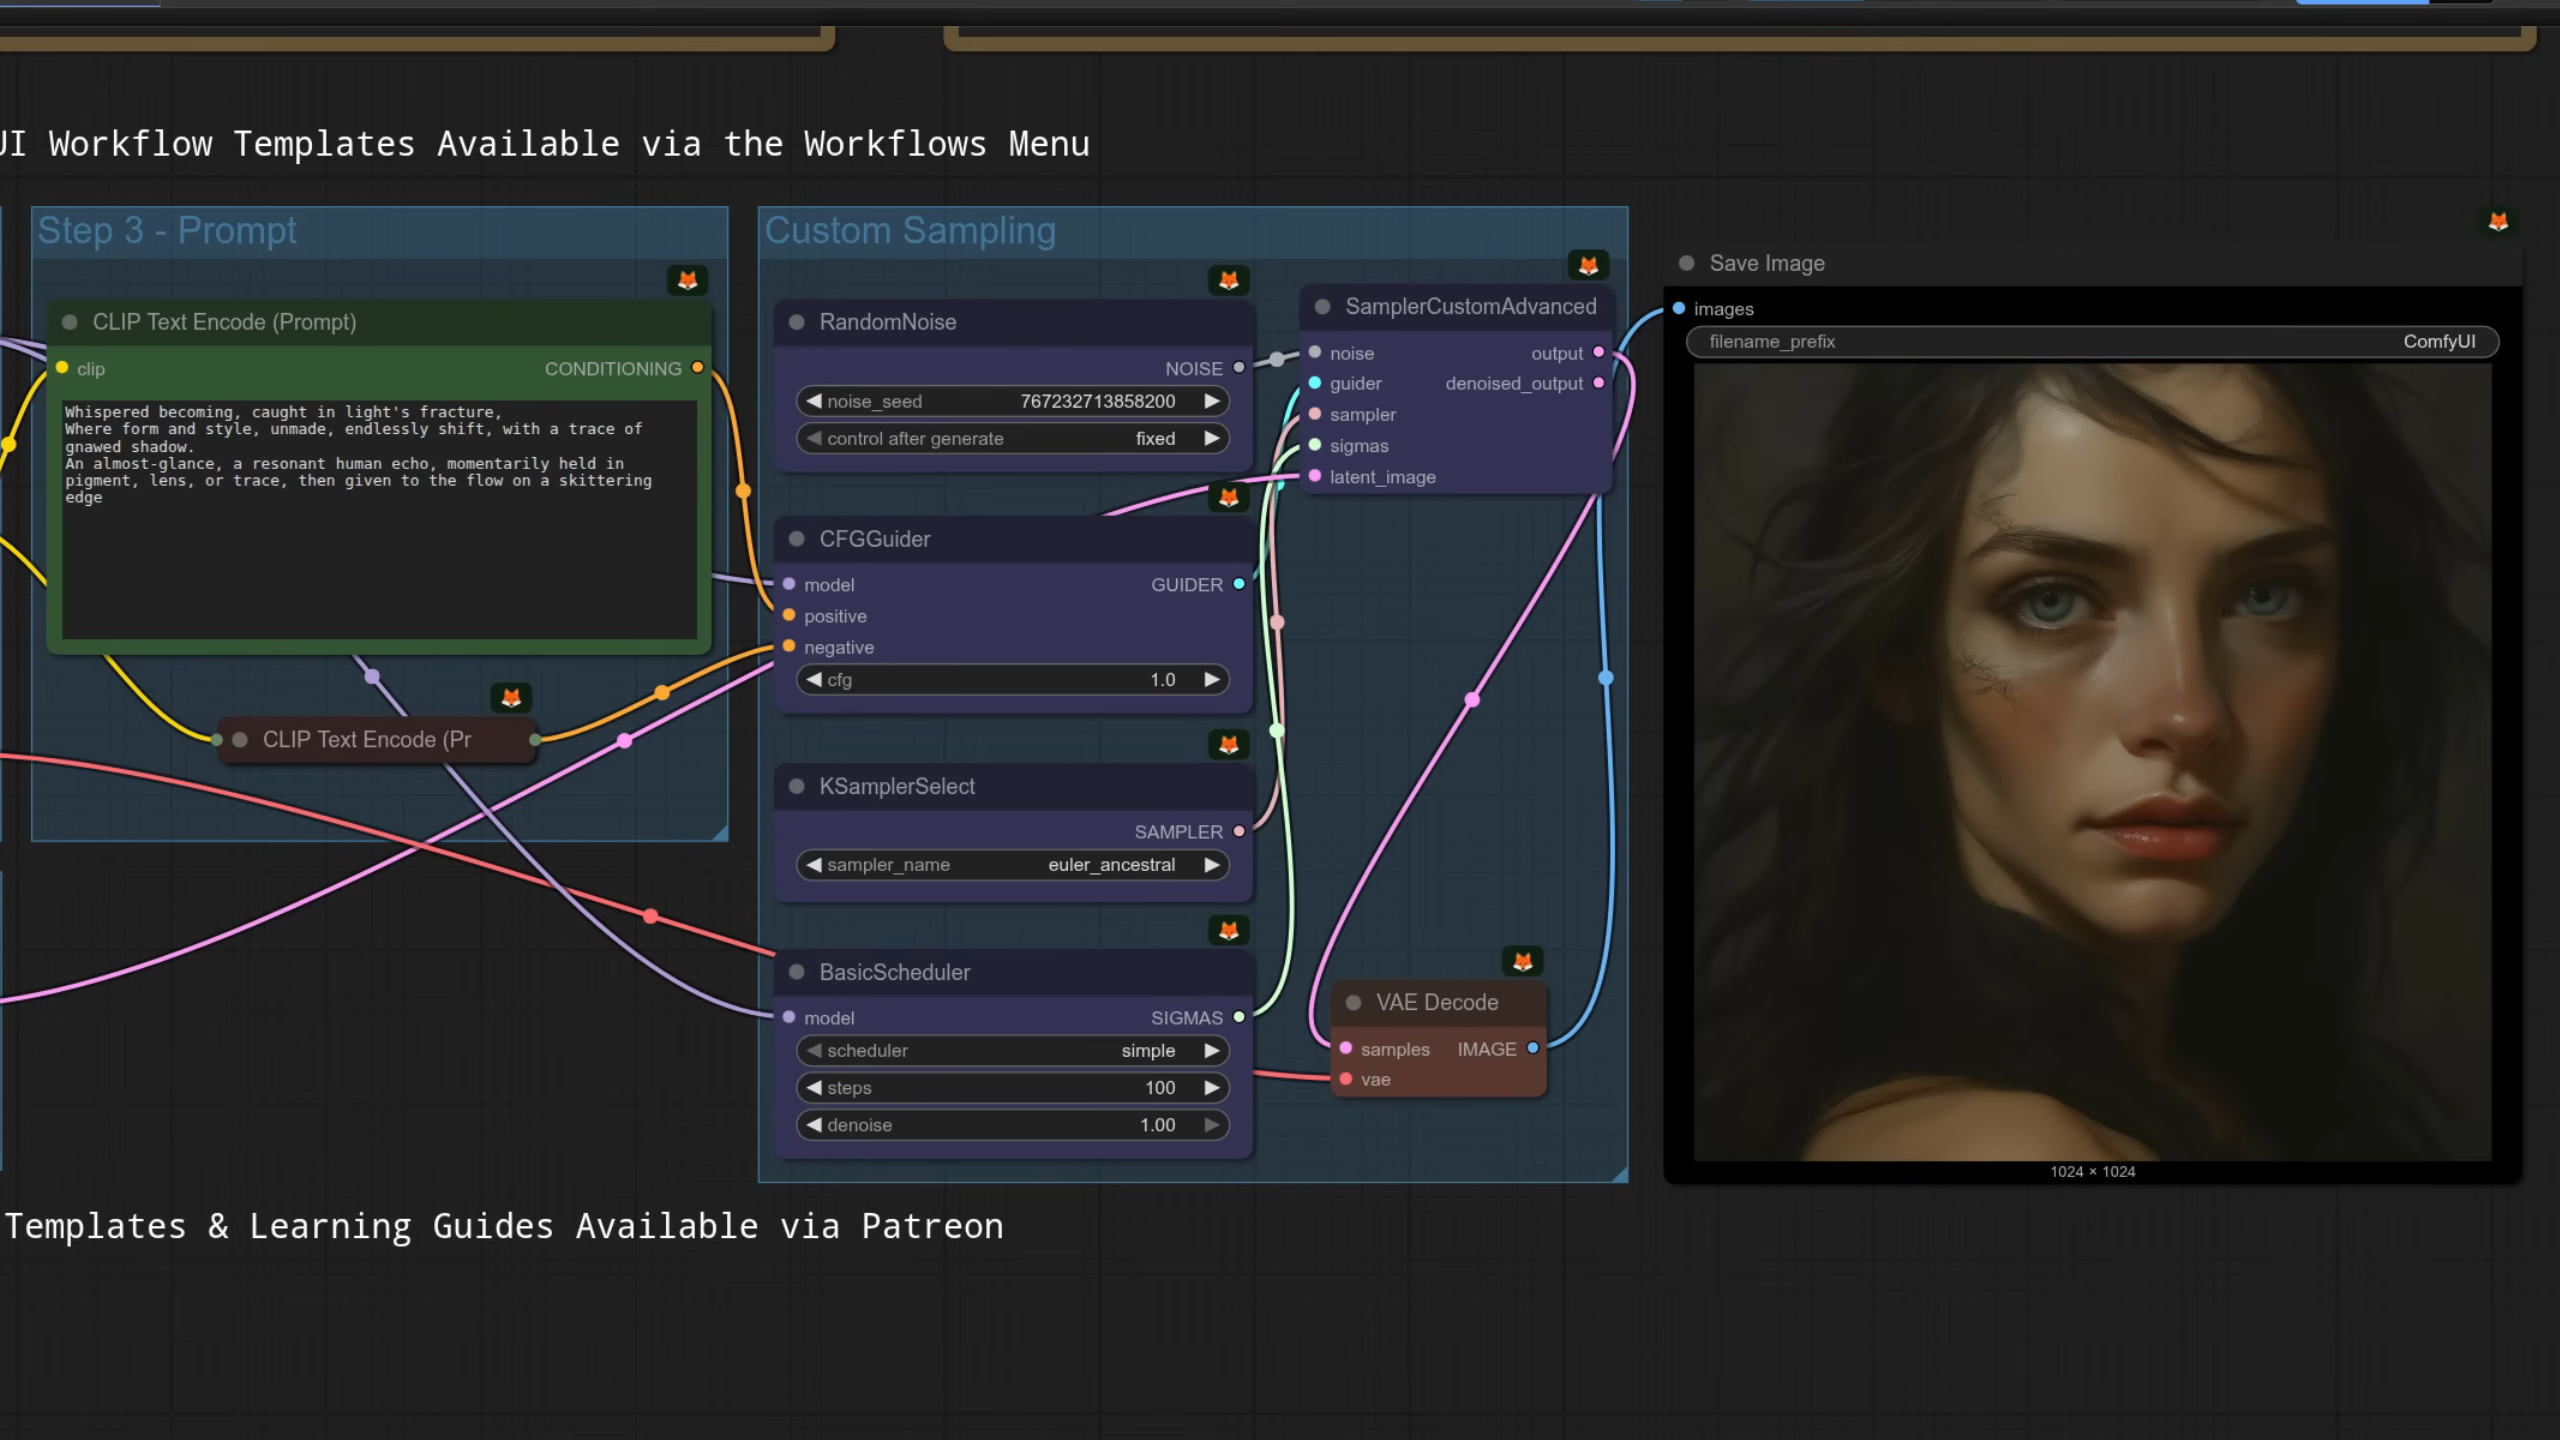 UI Workflow Templates Available via the Workflows Menu
Step 3 - Prompt
CLIP Text Encode (Prompt)
clip
CONDITIONING
Whispered becoming, caught in light's fracture,
Where form and style, unmade, endlessly shift, with a trace of
gnawed shadow.
An almost-glance, a resonant human echo, momentarily held in
pigment, lens, or trace, then given to the flow on a skittering
edge
CLIP Text Encode (Pr
Custom Sampling
RandomNoise
NOISE
noise_seed 767232713858200
control after generate fixed
CFGGuider
model GUIDER
positive
negative
cfg 1.0
KSamplerSelect
SAMPLER
sampler_name euler_ancestral
BasicScheduler
model SIGMAS
scheduler simple
steps 100
denoise 1.00
SamplerCustomAdvanced
noise output
guider denoised_output
sampler
sigmas
latent_image
VAE Decode
samples IMAGE
vae
Save Image
images
filename_prefix ComfyUI
1024 × 1024
Templates & Learning Guides Available via Patreon